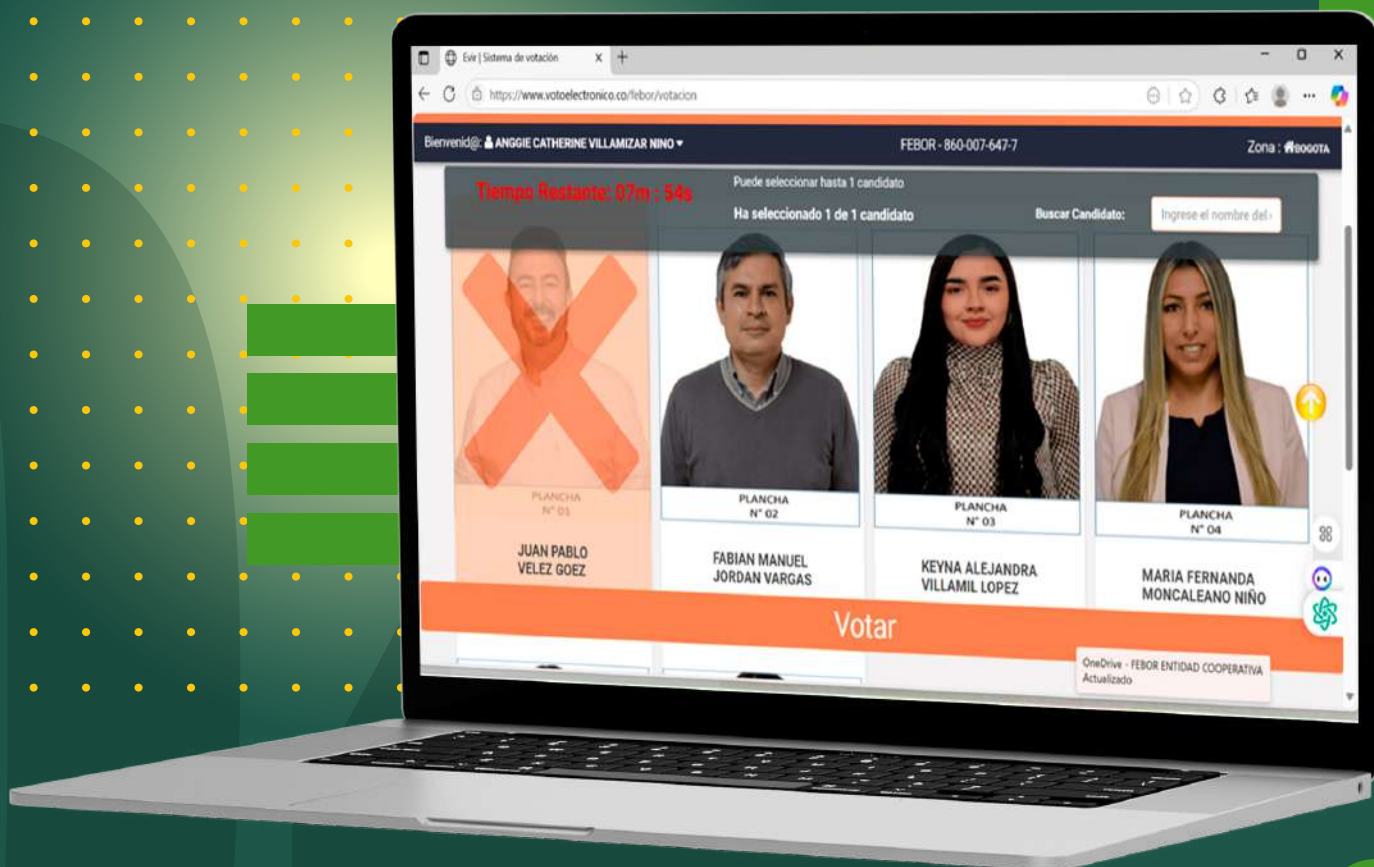 Evir | Sistema de votación X +
https://www.votoelectronico.co/febor/votacion
Bienvenid@: ANGGIE CATHERINE VILLAMIZAR NINO
FEBOR - 860-007-647-7
Zona : BOGOTA
Tiempo Restante: 07m : 54s
Puede seleccionar hasta 1 candidato
Ha seleccionado 1 de 1 candidato
Buscar Candidato:
Ingrese el nombre del
PLANCHA
N° 01
JUAN PABLO
VELEZ GOEZ
PLANCHA
N° 02
FABIAN MANUEL
JORDAN VARGAS
PLANCHA
N° 03
KEYNA ALEJANDRA
VILLAMIL LOPEZ
PLANCHA
N° 04
MARIA FERNANDA
MONCALEANO NIÑO
Votar
OneDrive - FEBOR ENTIDAD COOPERATIVA
Actualizado